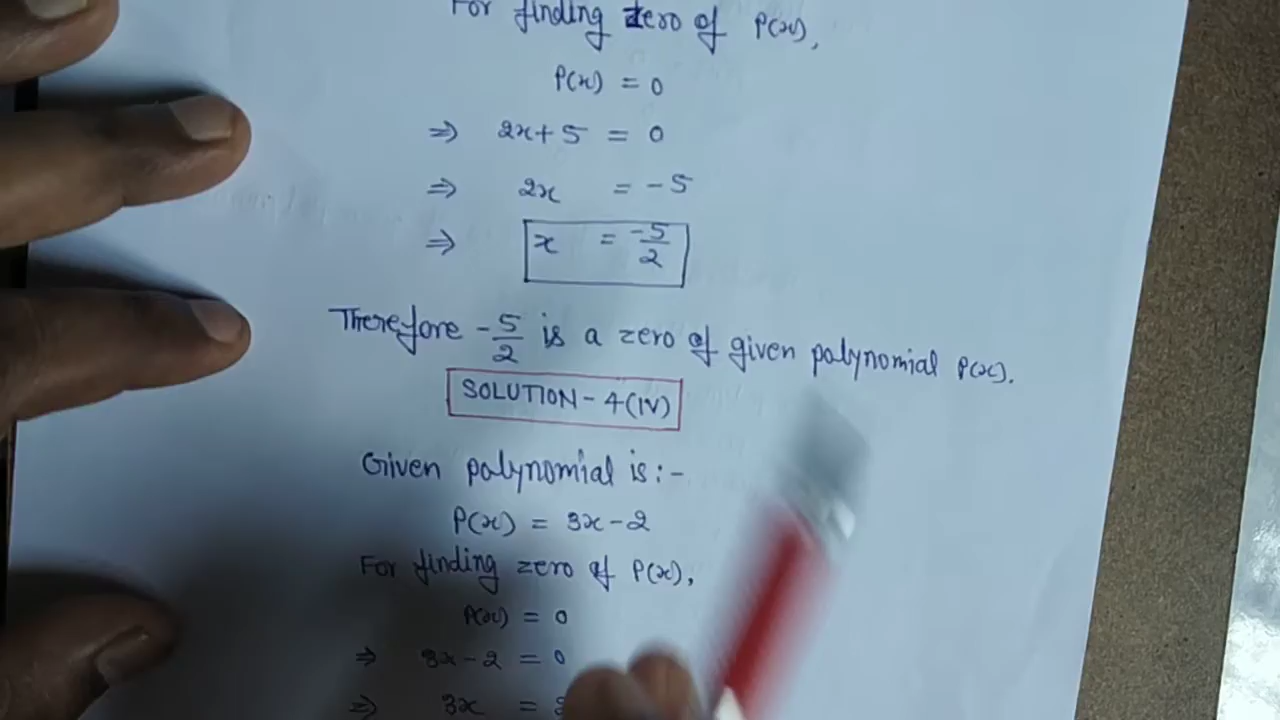 For finding zero of P(x),
P(x) = 0
⇒ 2x+5 = 0
⇒ 2x = -5
⇒ x = -5/2
Therefore -5/2 is a zero of given polynomial P(x).
SOLUTION - 4(IV)
Given polynomial is:-
P(x) = 3x-2
For finding zero of P(x),
P(x) = 0
⇒ 3x-2 = 0
⇒ 3x =